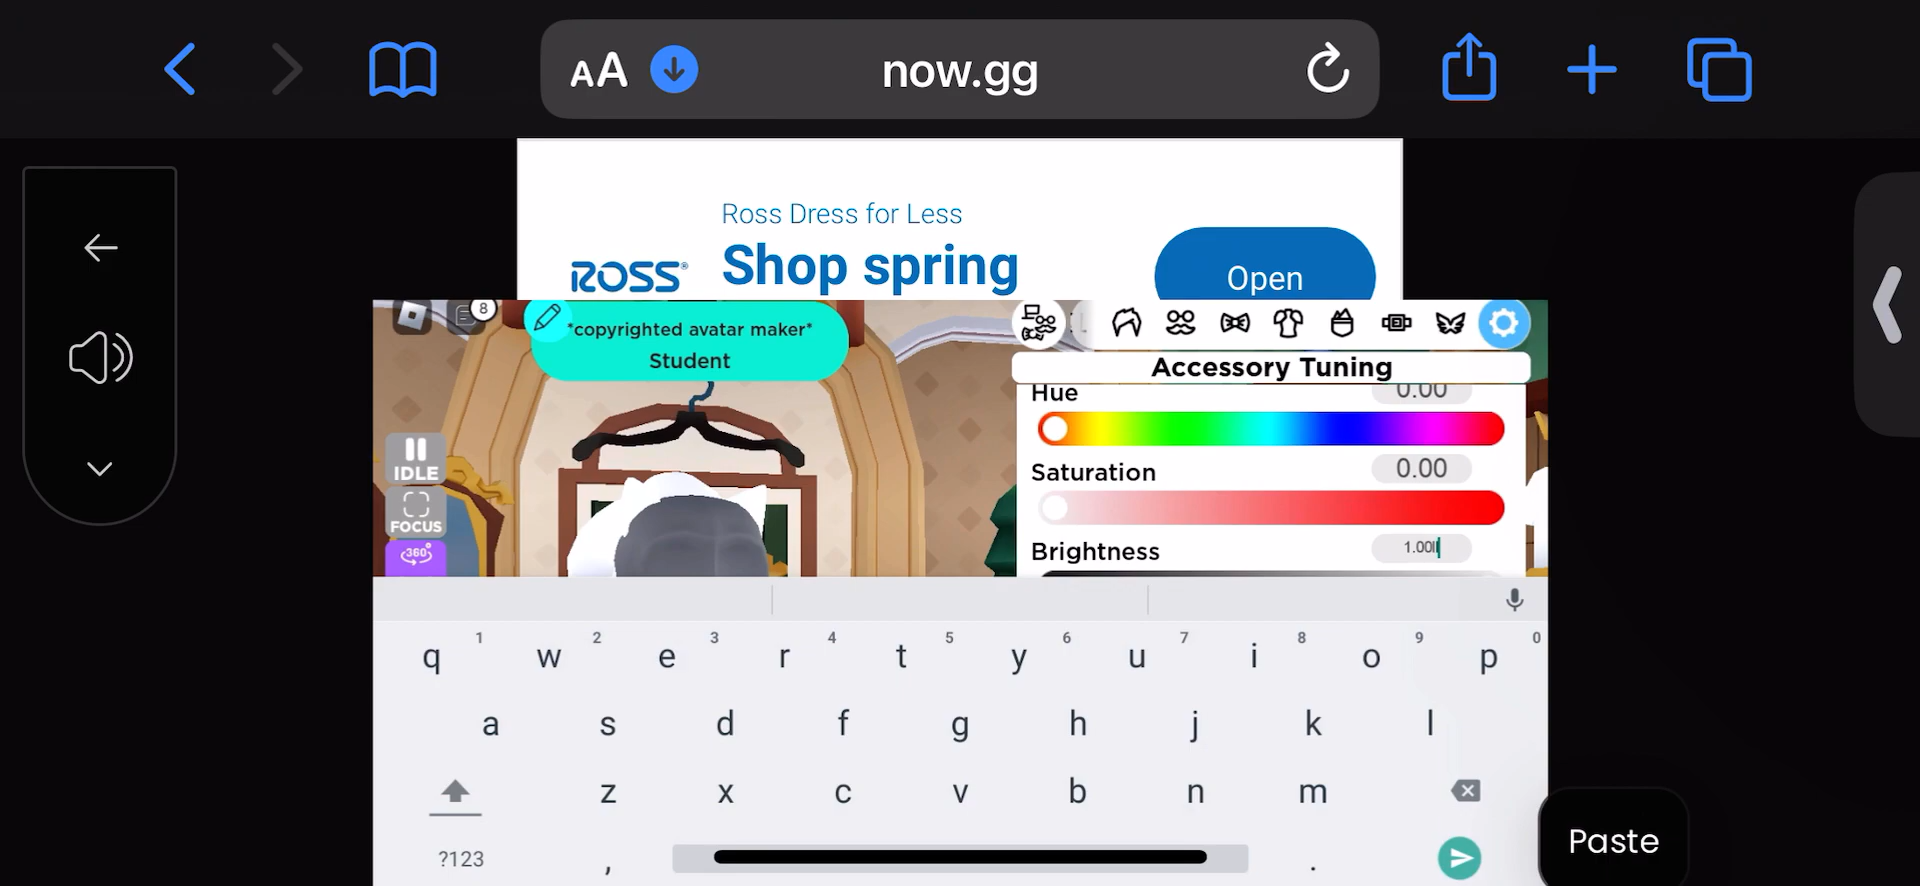 AA now.gg
Ross Dress for Less
ROSS® Shop spring
Open
8
*copyrighted avatar maker*
Student
Accessory Tuning
Hue 0.00
IDLE
Saturation 0.00
FOCUS
Brightness
360°
1 2 3 4 5 6 7 8 9 0
q w e r t y u i o p
a s d f g h j k l
z x c v b n m
?123 , .
Paste